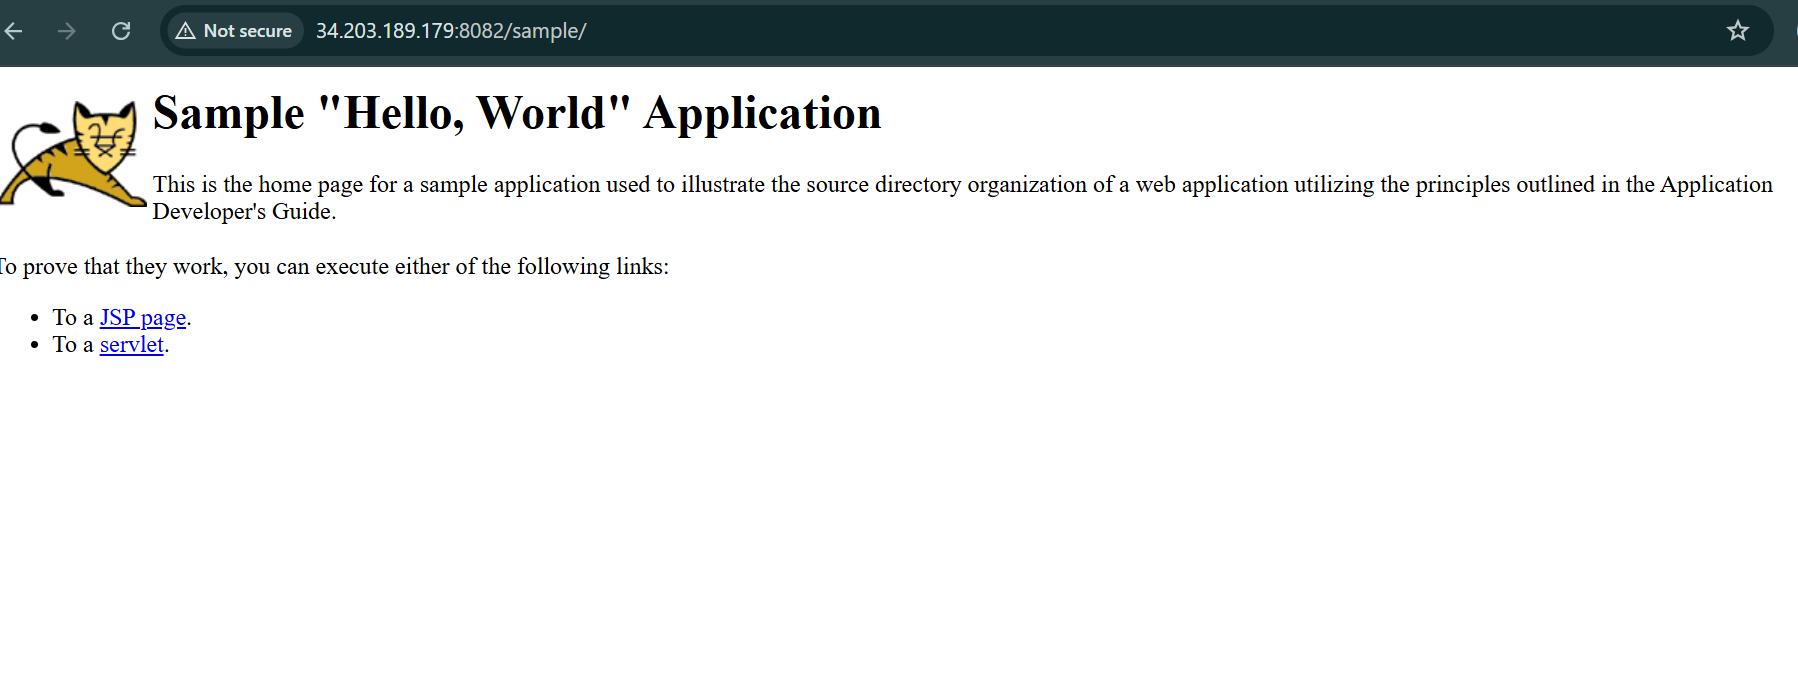 Not secure 34.203.189.179:8082/sample/
Sample "Hello, World" Application
This is the home page for a sample application used to illustrate the source directory organization of a web application utilizing the principles outlined in the Application
Developer's Guide.
To prove that they work, you can execute either of the following links:
• To a JSP page.
• To a servlet.